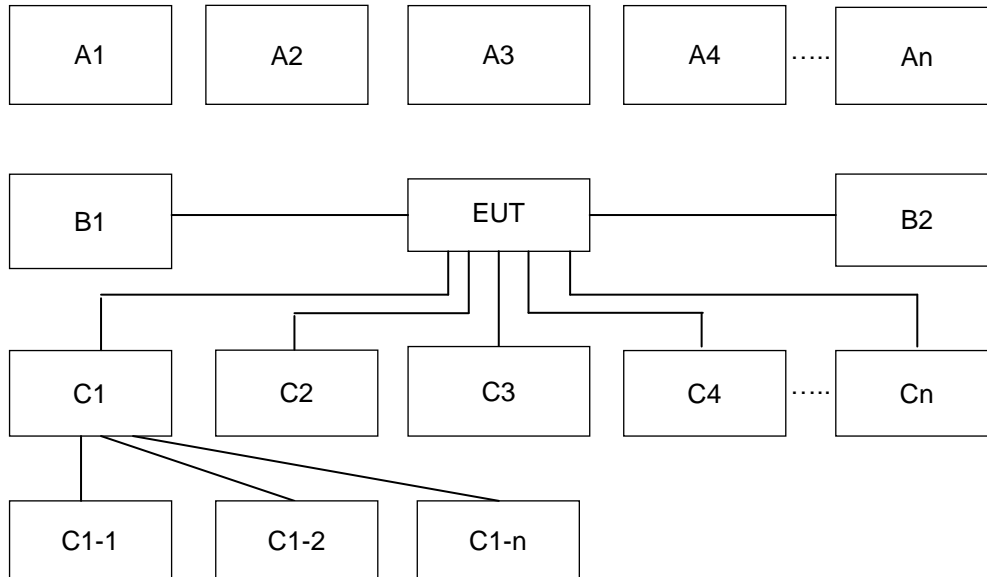 A1
A2
A3
A4
.....
An
B1
EUT
B2
C1
C2
C3
C4
.....
Cn
C1-1
C1-2
C1-n